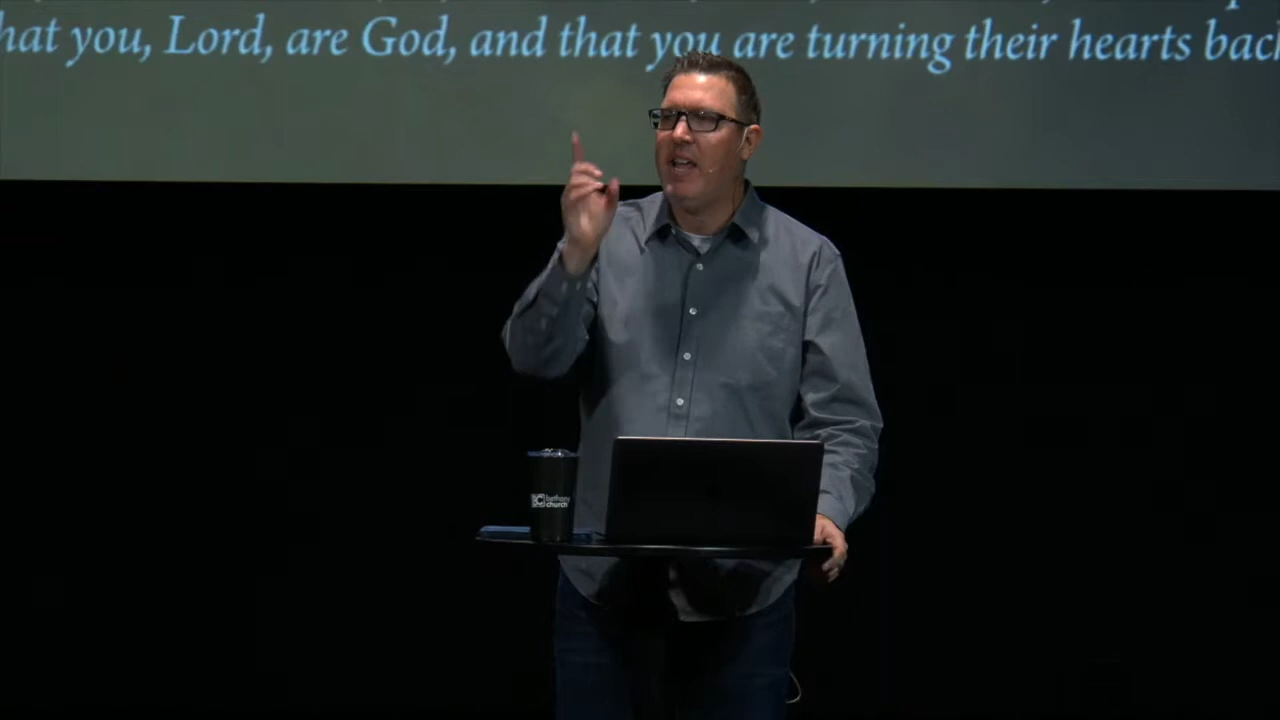 hat you, Lord, are God, and that you are turning their hearts bac
bethany
church